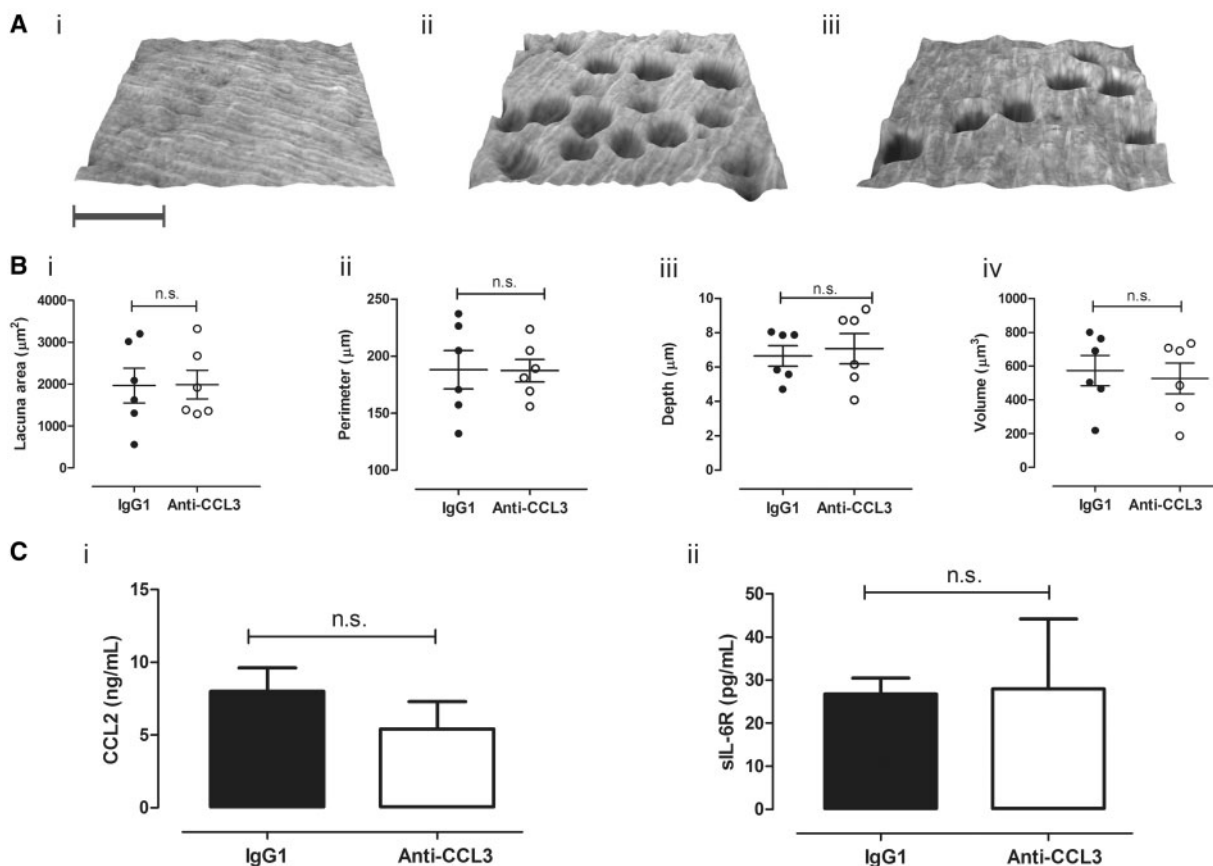 A i ii iii
B i ii iii iv
n.s. n.s. n.s. n.s.
Lacuna area (μm²)
4000
3000
2000
1000
0
IgG1 Anti-CCL3
Perimeter (μm)
250
200
150
100
IgG1 Anti-CCL3
Depth (μm)
10
8
6
4
2
0
IgG1 Anti-CCL3
Volume (μm³)
1000
800
600
400
200
0
IgG1 Anti-CCL3
C i ii
n.s.
CCL2 (ng/mL)
15
10
5
0
IgG1 Anti-CCL3
n.s.
sIL-6R (pg/mL)
50
40
30
20
10
0
IgG1 Anti-CCL3